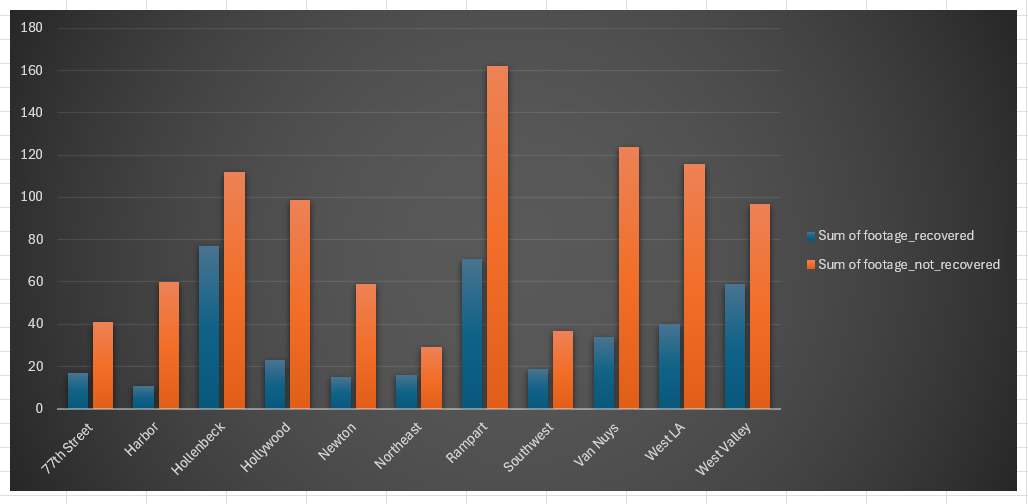 180
160
140
120
100
80
60
40
20
0
77th Street
Harbor
Hollenbeck
Hollywood
Newton
Northeast
Rampart
Southwest
Van Nuys
West LA
West Valley
Sum of footage_recovered
Sum of footage_not_recovered